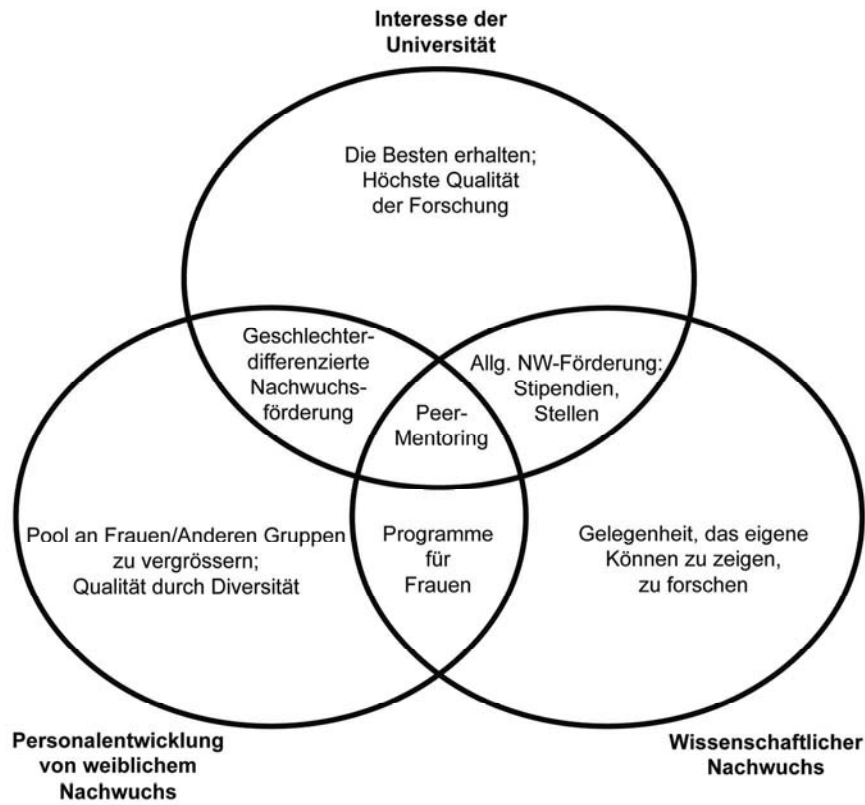 Interesse der
Universität
Die Besten erhalten;
Höchste Qualität
der Forschung
Geschlechter-
differenzierte
Nachwuchs-
förderung
Allg. NW-Förderung:
Stipendien,
Stellen
Peer-
Mentoring
Pool an Frauen/Anderen Gruppen
zu vergrössern;
Qualität durch Diversität
Programme
für
Frauen
Gelegenheit, das eigene
Können zu zeigen,
zu forschen
Personalentwicklung
von weiblichem
Nachwuchs
Wissenschaftlicher
Nachwuchs